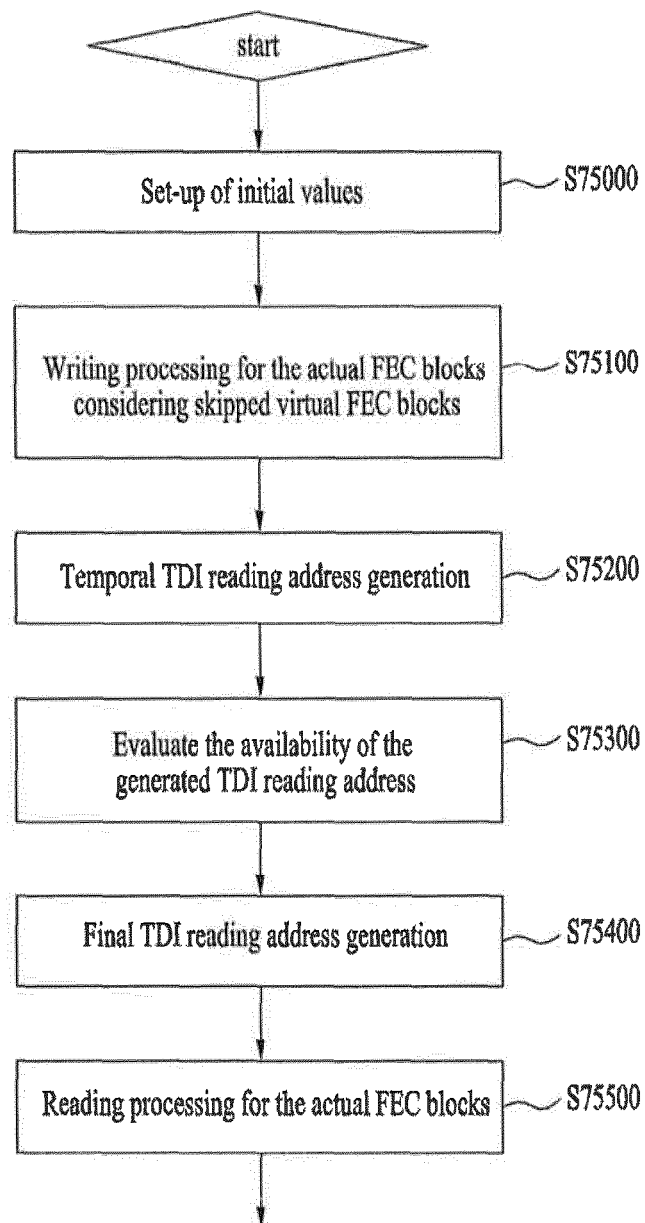 start
Set-up of initial values
S75000
Writing processing for the actual FEC blocks
considering skipped virtual FEC blocks
S75100
Temporal TDI reading address generation
S75200
Evaluate the availability of the
generated TDI reading address
S75300
Final TDI reading address generation
S75400
Reading processing for the actual FEC blocks
S75500